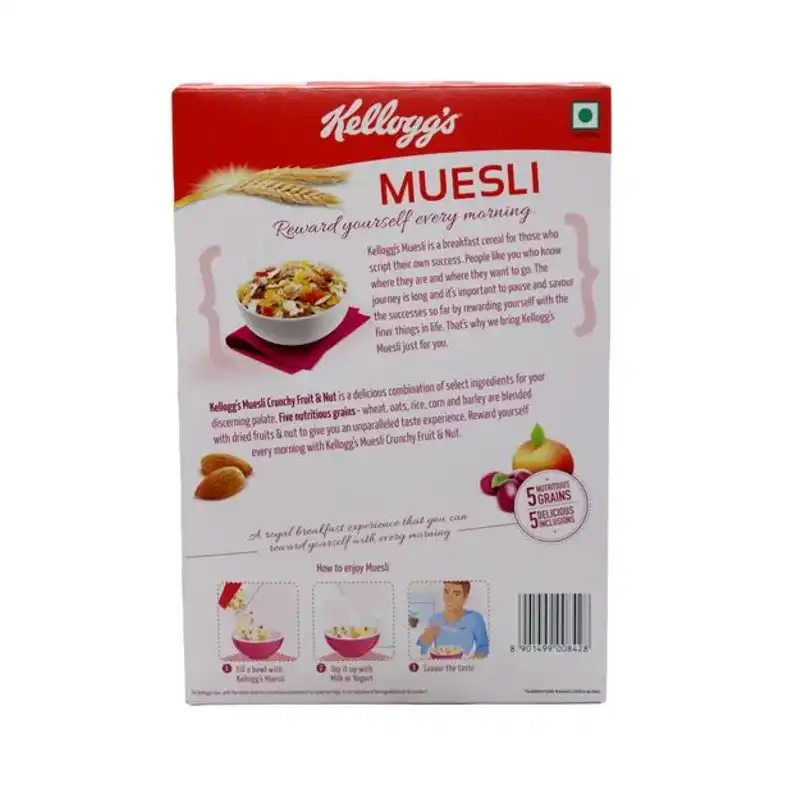 Kellogg's
MUESLI
Reward yourself every morning.
Kellogg's Muesli is a breakfast cereal for those who
script their own success. People like you who know
where they are and where they want to go. The
journey is long and it's important to pause and savour
the successes so far by rewarding yourself with the
finer things in life. That's why we bring Kellogg's
Muesli just for you.
Kellogg's Muesli Crunchy Fruit & Nut is a delicious combination of select ingredients for your
discerning palate. Five nutritious grains - wheat, oats, rice, corn and barley are blended
with dried fruits & nut to give you an unparalleled taste experience. Reward yourself
every morning with Kellogg's Muesli Crunchy Fruit & Nut.
5 NUTRITIOUS GRAINS
5 DELICIOUS INCLUSIONS
A royal breakfast experience that you can
reward yourself with every morning
How to enjoy Muesli
1 Fill a bowl with
Kellogg's Muesli
2 Top it up with
Milk or Yogurt
3 Savour the taste
8 901499 008428